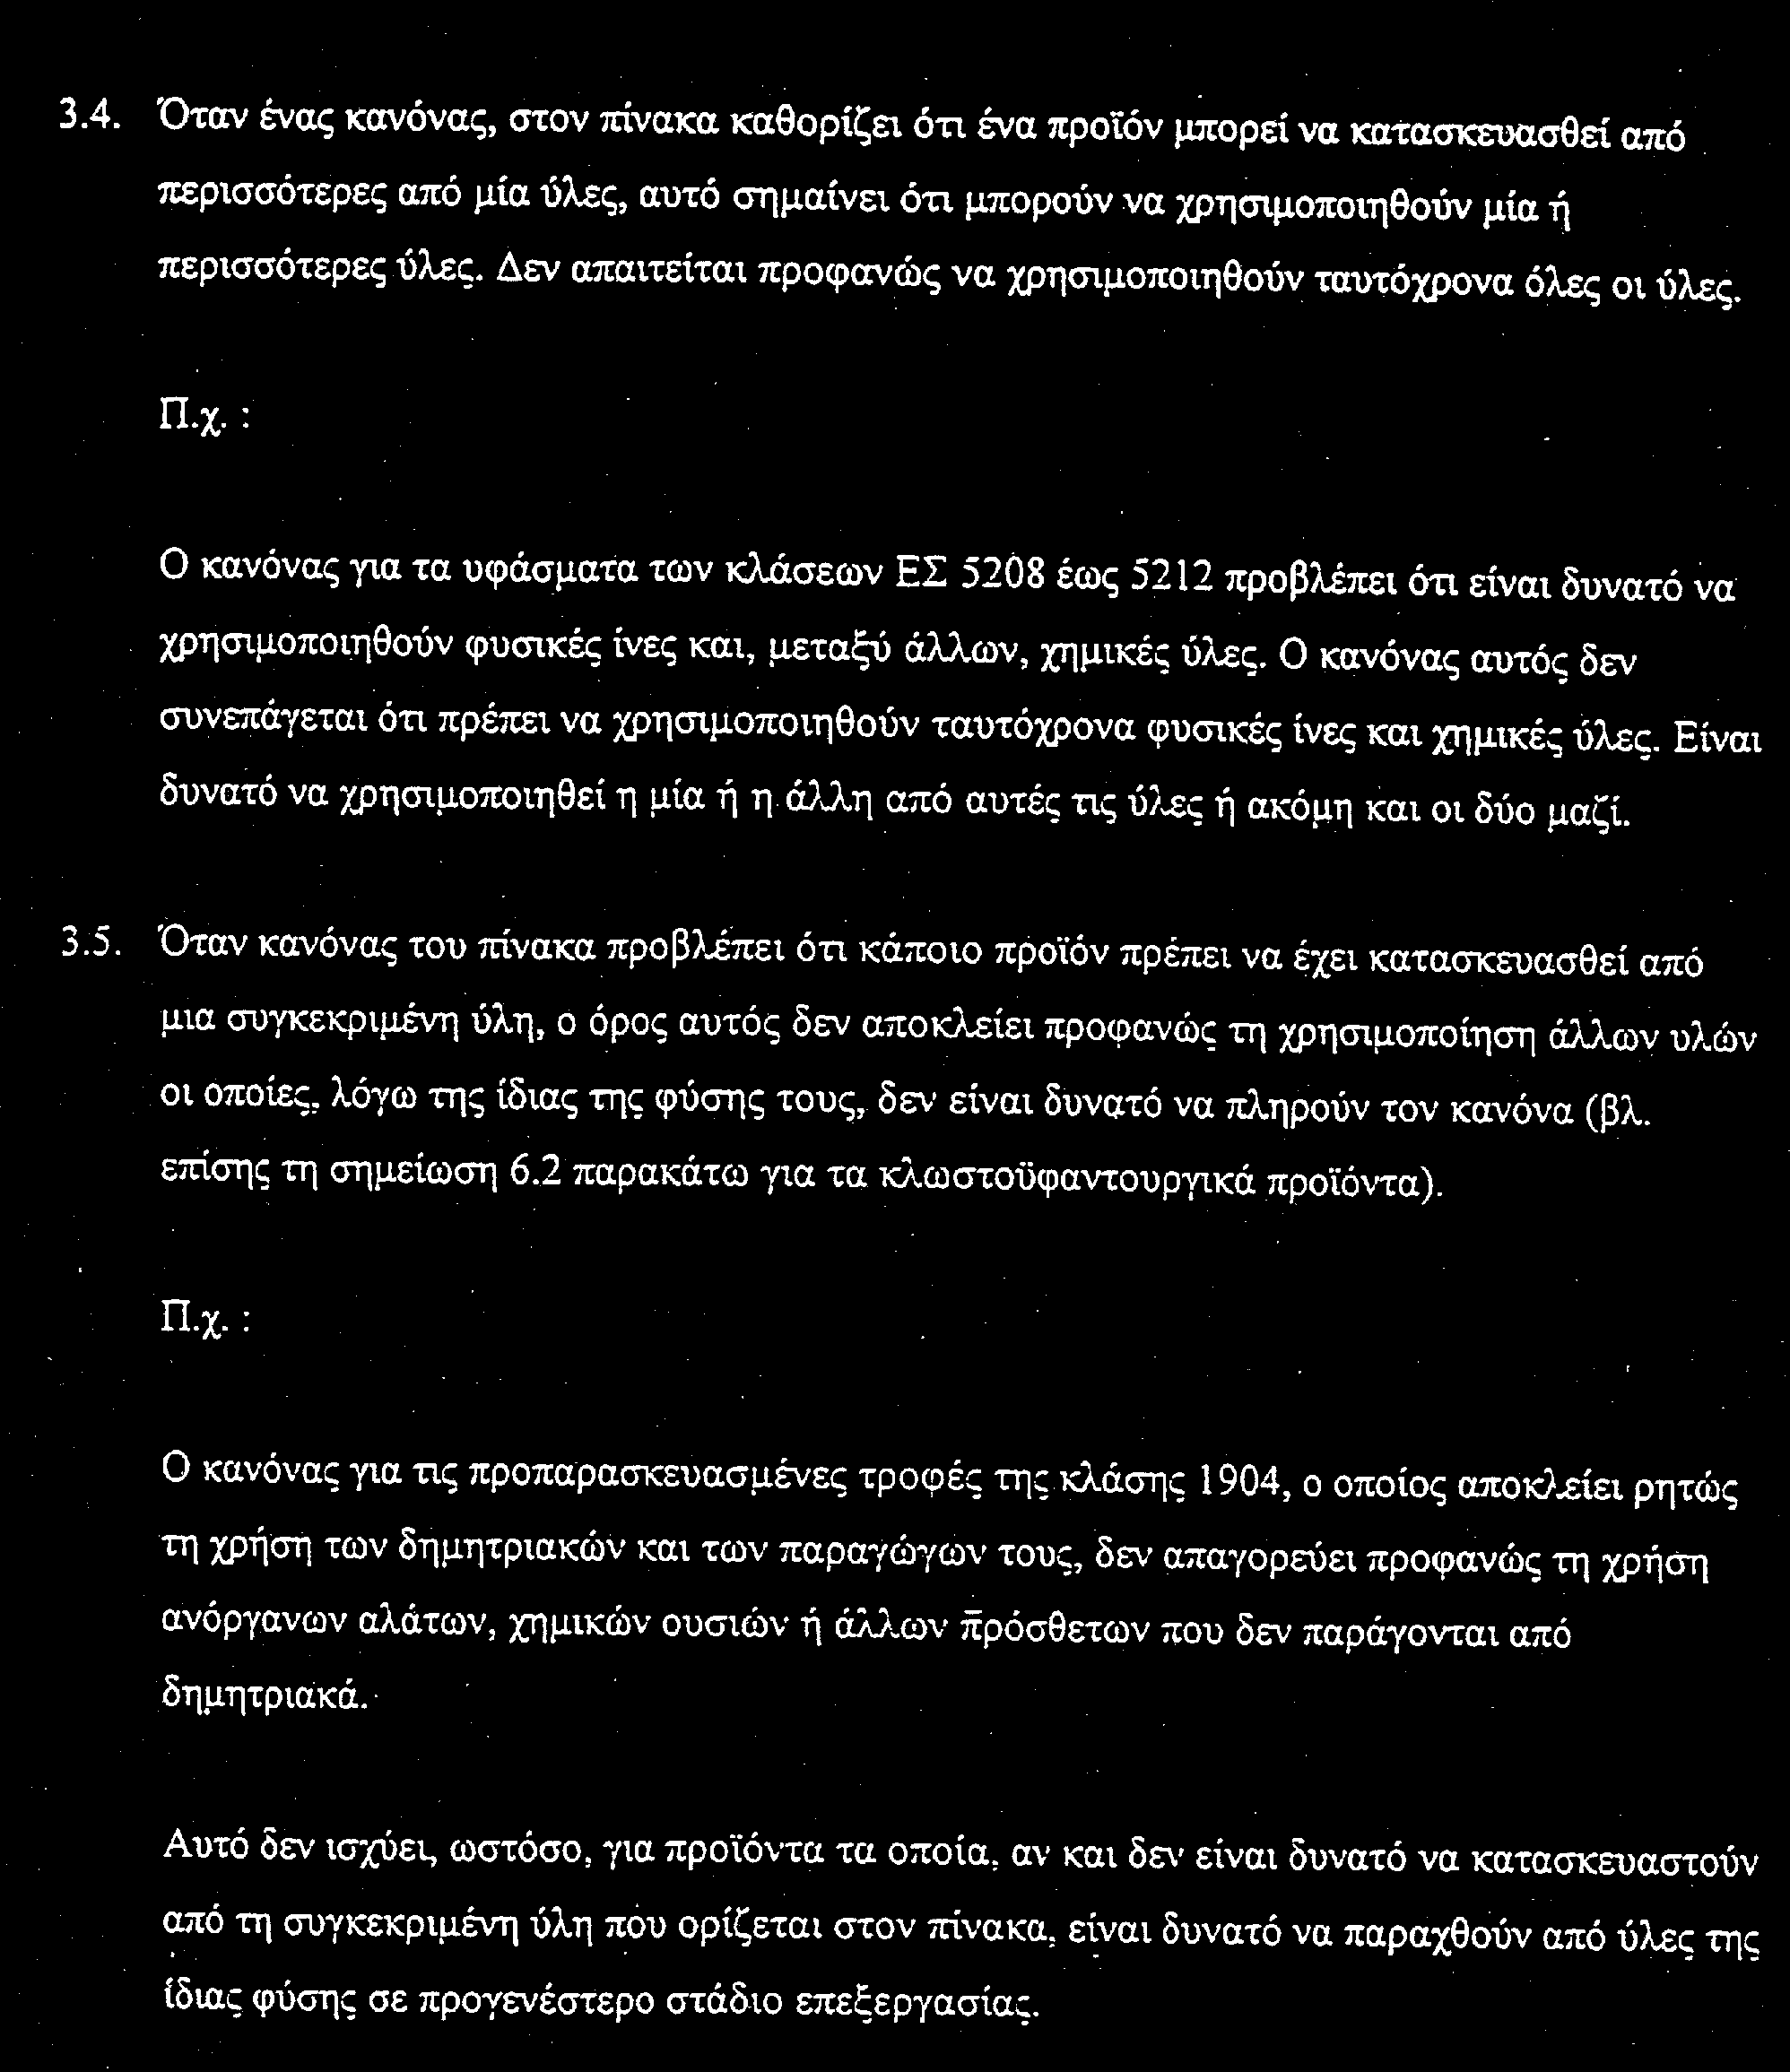 3.4. Όταν ένας κανόνας, στον πίνακα καθορίζει ότι ένα προϊόν μπορεί να κατασκευασθεί από
περισσότερες από μία ύλες, αυτό σημαίνει ότι μπορούν να χρησιμοποιηθούν μία ή
περισσότερες ύλες. Δεν απαιτείται προφανώς να χρησιμοποιηθούν ταυτόχρονα όλες οι ύλες.
Π.χ. :
Ο κανόνας για τα υφάσματα των κλάσεων ΕΣ 5208 έως 5212 προβλέπει ότι είναι δυνατό να
χρησιμοποιηθούν φυσικές ίνες και, μεταξύ άλλων, χημικές ύλες. Ο κανόνας αυτός δεν
συνεπάγεται ότι πρέπει να χρησιμοποιηθούν ταυτόχρονα φυσικές ίνες και χημικές ύλες. Είναι
δυνατό να χρησιμοποιηθεί η μία ή η άλλη από αυτές τις ύλες ή ακόμη και οι δύο μαζί.
3.5. Όταν κανόνας του πίνακα προβλέπει ότι κάποιο προϊόν πρέπει να έχει κατασκευασθεί από
μια συγκεκριμένη ύλη, ο όρος αυτός δεν αποκλείει προφανώς τη χρησιμοποίηση άλλων υλών
οι οποίες, λόγω της ίδιας της φύσης τους, δεν είναι δυνατό να πληρούν τον κανόνα (βλ.
επίσης τη σημείωση 6.2 παρακάτω για τα κλωστοϋφαντουργικά προϊόντα).
Π.χ. :
Ο κανόνας για τις προπαρασκευασμένες τροφές της κλάσης 1904, ο οποίος αποκλείει ρητώς
τη χρήση των δημητριακών και των παραγώγων τους, δεν απαγορεύει προφανώς τη χρήση
ανόργανων αλάτων, χημικών ουσιών ή άλλων πρόσθετων που δεν παράγονται από
δημητριακά.
Αυτό δεν ισχύει, ωστόσο, για προϊόντα τα οποία, αν και δεν είναι δυνατό να κατασκευαστούν
από τη συγκεκριμένη ύλη που ορίζεται στον πίνακα, είναι δυνατό να παραχθούν από ύλες της
ίδιας φύσης σε προγενέστερο στάδιο επεξεργασίας.